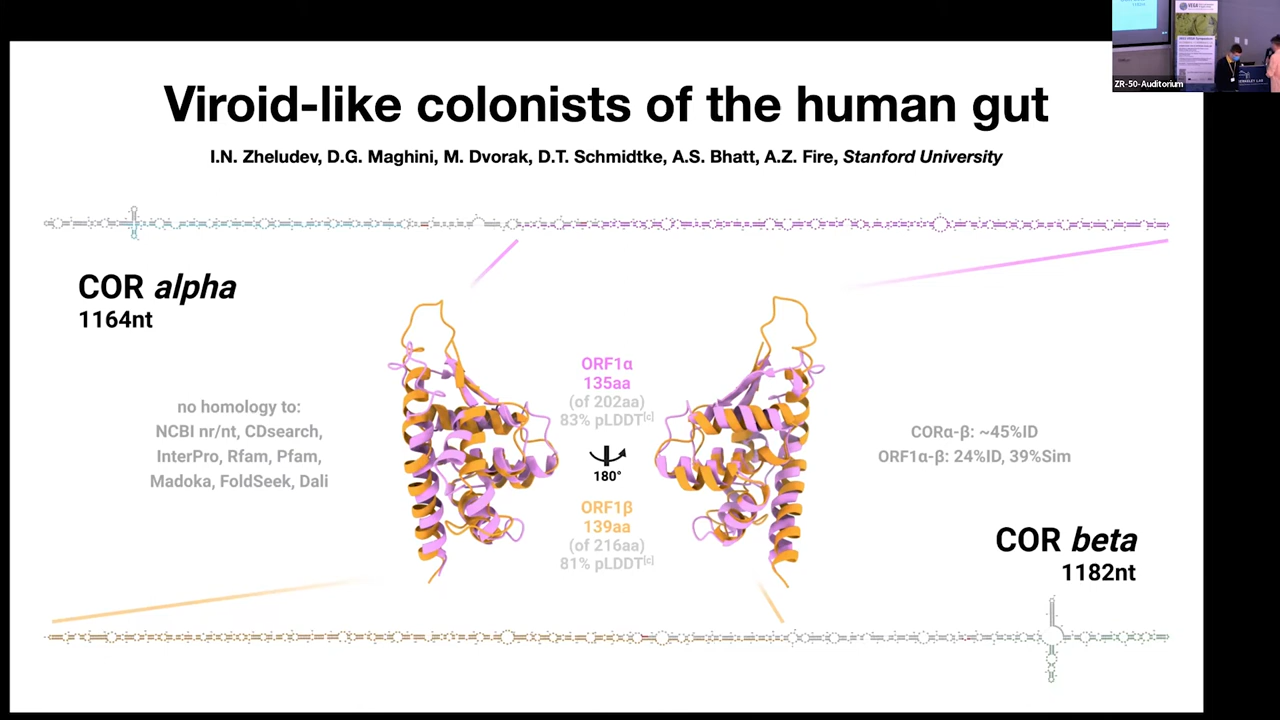 Viroid-like colonists of the human gut
I.N. Zheludev, D.G. Maghini, M. Dvorak, D.T. Schmidtke, A.S. Bhatt, A.Z. Fire, Stanford University
ZR-50-Auditorium
COR alpha
1164nt
no homology to:
NCBI nr/nt, CDsearch,
InterPro, Rfam, Pfam,
Madoka, FoldSeek, Dali
ORF1α
135aa
(of 202aa)
83% pLDDT[c]
180°
ORF1β
139aa
(of 216aa)
81% pLDDT[c]
CORα-β: ~45%ID
ORF1α-β: 24%ID, 39%Sim
COR beta
1182nt